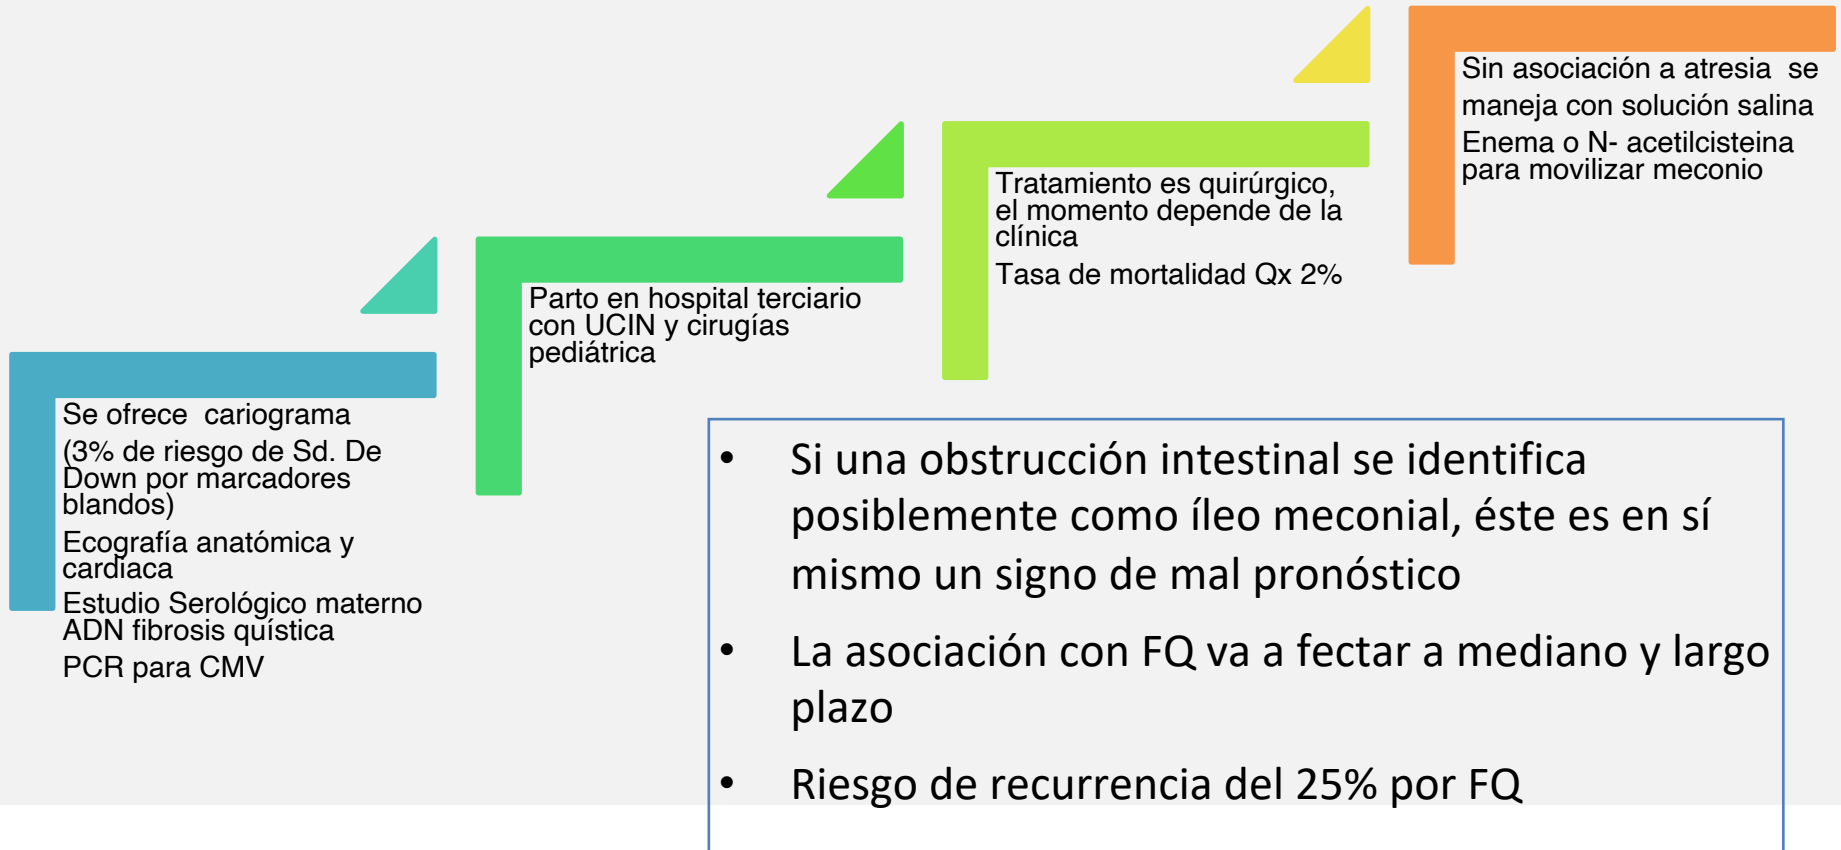 Se ofrece  cariograma
(3% de riesgo de Sd. De
Down por marcadores
blandos)
Ecografía anatómica y
cardiaca
Estudio Serológico materno
ADN fibrosis quística
PCR para CMV
Parto en hospital terciario
con UCIN y cirugías
pediátrica
Tratamiento es quirúrgico,
el momento depende de la
clínica
Tasa de mortalidad Qx 2%
Sin asociación a atresia  se
maneja con solución salina
Enema o N- acetilcisteina
para movilizar meconio
• Si una obstrucción intestinal se identifica
posiblemente como íleo meconial, éste es en sí
mismo un signo de mal pronóstico
• La asociación con FQ va a fectar a mediano y largo
plazo
• Riesgo de recurrencia del 25% por FQ